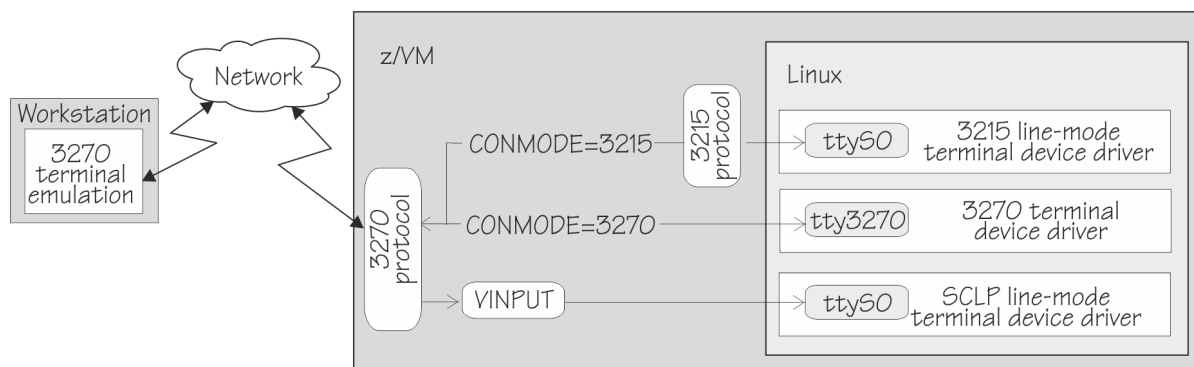 z/VM
Network
Workstation
3270
terminal
emulation
3270
protocol
CONMODE=3215
3215
protocol
CONMODE=3270
VINPUT
Linux
ttyS0
3215 line-mode
terminal device driver
tty3270
3270 terminal
device driver
ttyS0
SCLP line-mode
terminal device driver